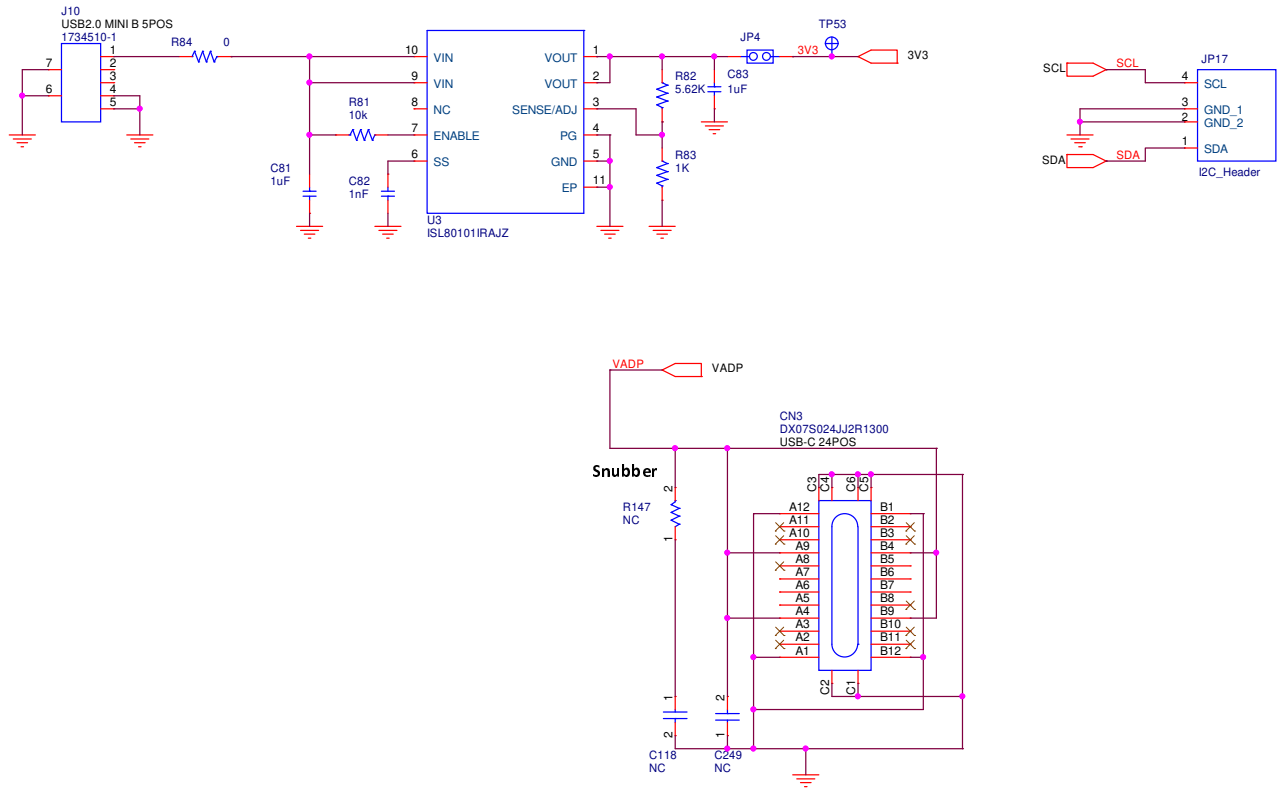 J10
USB2.0 MINI B 5POS
1734510-1
1
2
3
4
5
7
6
R84 0
R81
10k
C81
1uF
C82
1nF
10 VIN
9 VIN
8 NC
7 ENABLE
6 SS
VOUT 1
VOUT 2
SENSE/ADJ 3
PG 4
GND 5
EP 11
U3
ISL80101IRAJZ
R82
5.62K
C83
1uF
R83
1K
JP4
3V3
TP53
3V3
SCL SCL
SDA SDA
JP17
4 SCL
3 GND_1
2 GND_2
1 SDA
I2C_Header
VADP VADP
CN3
DX07S024JJ2R1300
USB-C 24POS
Snubber
2
R147
NC
1
1
2
C118
NC
2
1
C249
NC
C3 C4 C6 C5
A12 B1
A11 B2
A10 B3
A9 B4
A8 B5
A7 B6
A6 B7
A5 B8
A4 B9
A3 B10
A2 B11
A1 B12
C2 C1